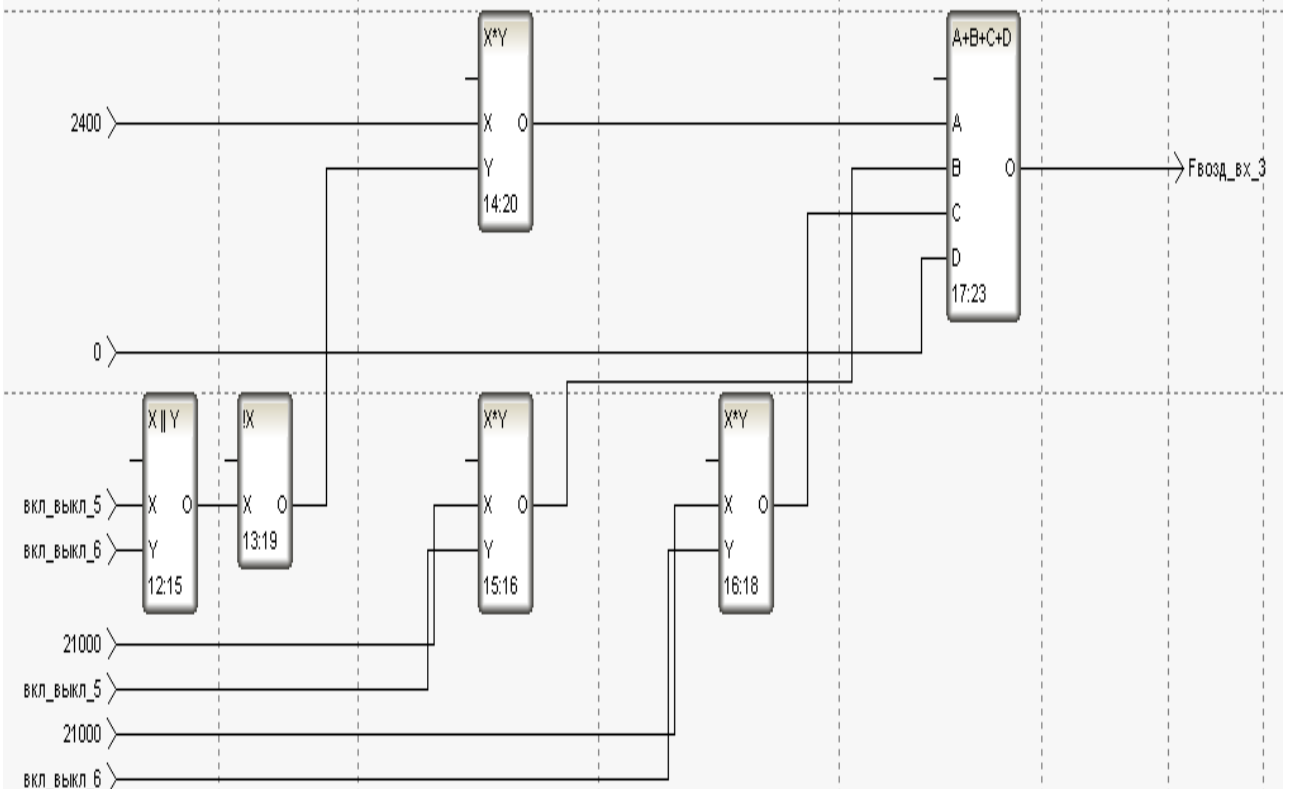 X*Y
A+B+C+D
2400
X
O
A
Y
B
O
Fвозд_вх_3
14:20
C
D
17:23
0
X || Y
!X
X*Y
X*Y
вкл_выкл_5
X
O
X
O
X
O
X
O
вкл_выкл_6
Y
13:19
Y
Y
12:15
15:16
16:18
21000
вкл_выкл_5
21000
вкл_выкл_6